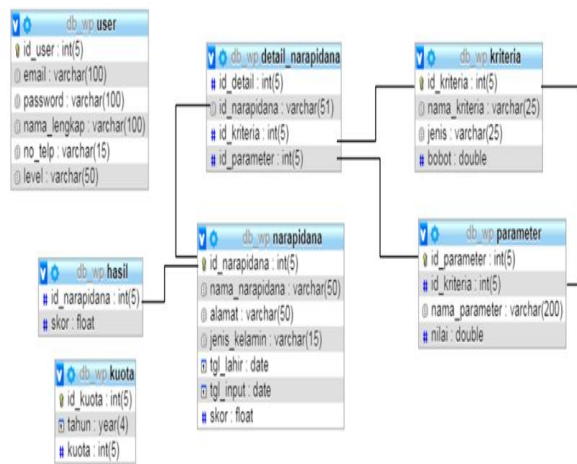 db_wp user
id_user : int(5)
email : varchar(100)
password : varchar(100)
nama_lengkap : varchar(100)
no_telp : varchar(15)
level : varchar(50)
db_wp detail_narapidana
id_detail : int(5)
id_narapidana : varchar(51)
id_kriteria : int(5)
id_parameter : int(5)
db_wp kriteria
id_kriteria : int(5)
nama_kriteria : varchar(25)
jenis : varchar(25)
bobot : double
db_wp hasil
id_narapidana : int(5)
skor : float
db_wp narapidana
id_narapidana : int(5)
nama_narapidana : varchar(50)
alamat : varchar(50)
jenis_kelamin : varchar(15)
tgl_lahir : date
tgl_input : date
skor : float
db_wp parameter
id_parameter : int(5)
id_kriteria : int(5)
nama_parameter : varchar(200)
nilai : double
db_wp kuota
id_kuota : int(5)
tahun : year(4)
kuota : int(5)